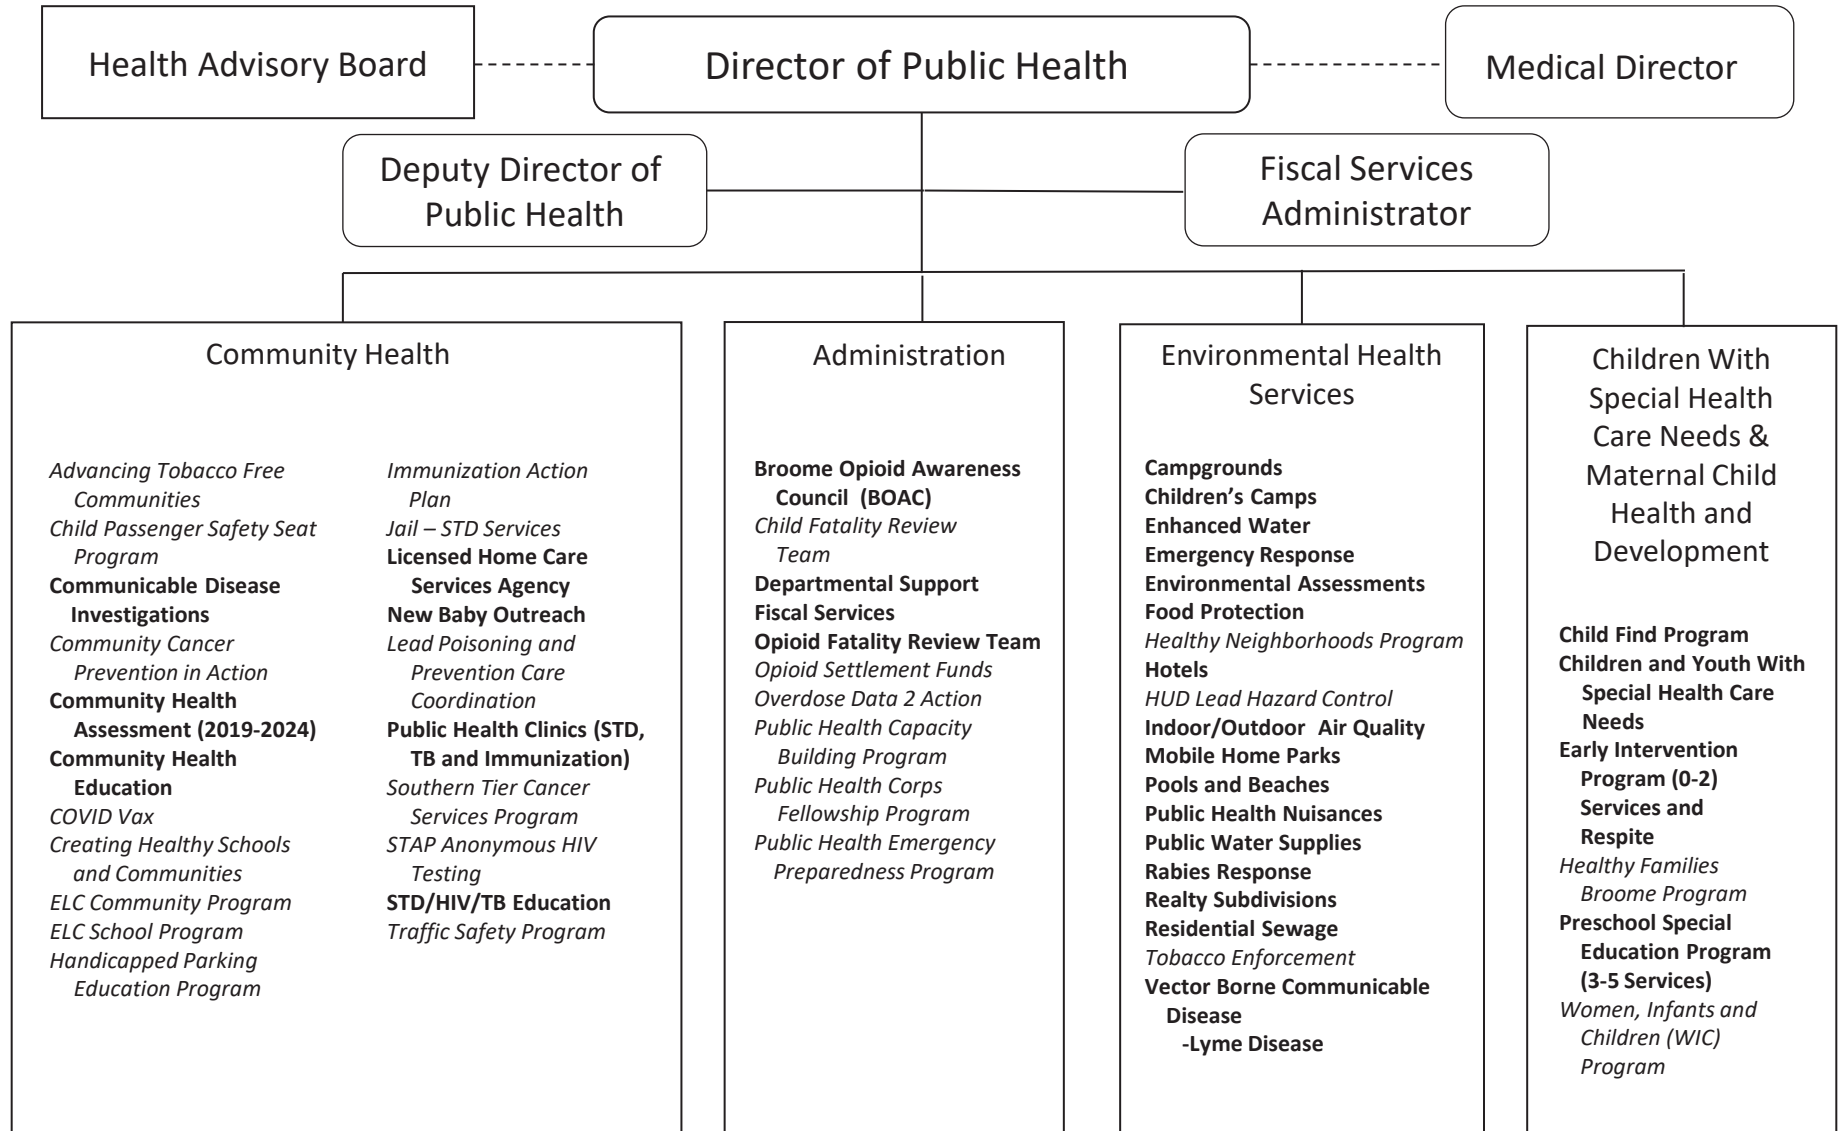 Health Advisory Board
Director of Public Health
Medical Director
Deputy Director of
Public Health
Fiscal Services
Administrator
Community Health
Advancing Tobacco Free
Communities
Child Passenger Safety Seat
Program
Communicable Disease
Investigations
Community Cancer
Prevention in Action
Community Health
Assessment (2019-2024)
Community Health
Education
COVID Vax
Creating Healthy Schools
and Communities
ELC Community Program
ELC School Program
Handicapped Parking
Education Program
Immunization Action
Plan
Jail – STD Services
Licensed Home Care
Services Agency
New Baby Outreach
Lead Poisoning and
Prevention Care
Coordination
Public Health Clinics (STD,
TB and Immunization)
Southern Tier Cancer
Services Program
STAP Anonymous HIV
Testing
STD/HIV/TB Education
Traffic Safety Program
Administration
Broome Opioid Awareness
Council (BOAC)
Child Fatality Review
Team
Departmental Support
Fiscal Services
Opioid Fatality Review Team
Opioid Settlement Funds
Overdose Data 2 Action
Public Health Capacity
Building Program
Public Health Corps
Fellowship Program
Public Health Emergency
Preparedness Program
Environmental Health
Services
Campgrounds
Children’s Camps
Enhanced Water
Emergency Response
Environmental Assessments
Food Protection
Healthy Neighborhoods Program
Hotels
HUD Lead Hazard Control
Indoor/Outdoor Air Quality
Mobile Home Parks
Pools and Beaches
Public Health Nuisances
Public Water Supplies
Rabies Response
Realty Subdivisions
Residential Sewage
Tobacco Enforcement
Vector Borne Communicable
Disease
-Lyme Disease
Children With
Special Health
Care Needs &
Maternal Child
Health and
Development
Child Find Program
Children and Youth With
Special Health Care
Needs
Early Intervention
Program (0-2)
Services and
Respite
Healthy Families
Broome Program
Preschool Special
Education Program
(3-5 Services)
Women, Infants and
Children (WIC)
Program